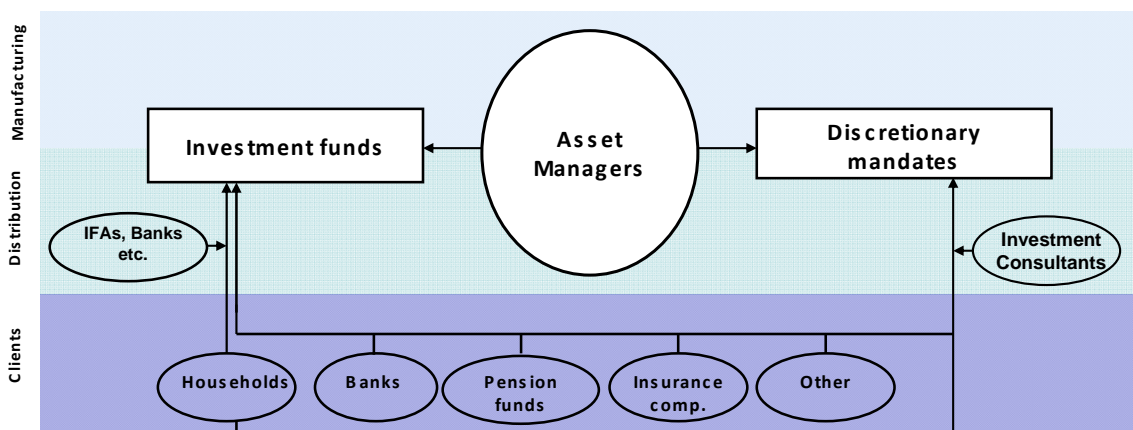 Manufacturing
Investment funds
Asset
Managers
Discretionary
mandates
Distribution
IFAs, Banks
etc.
Investment
Consultants
Clients
Households
Banks
Pension
funds
Insurance
comp.
Other